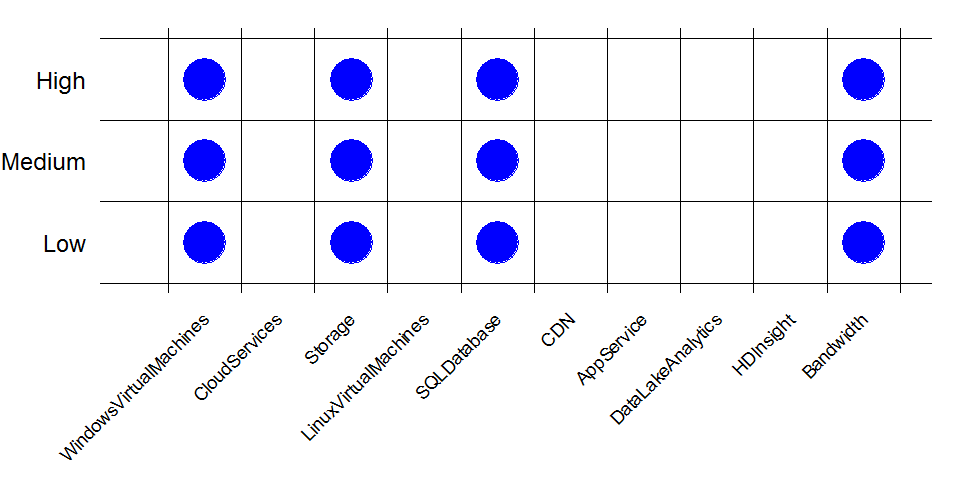 High
Medium
Low
WindowsVirtualMachines
CloudServices
Storage
LinuxVirtualMachines
SQLDatabase
CDN
AppService
DataLakeAnalytics
HDInsight
Bandwidth